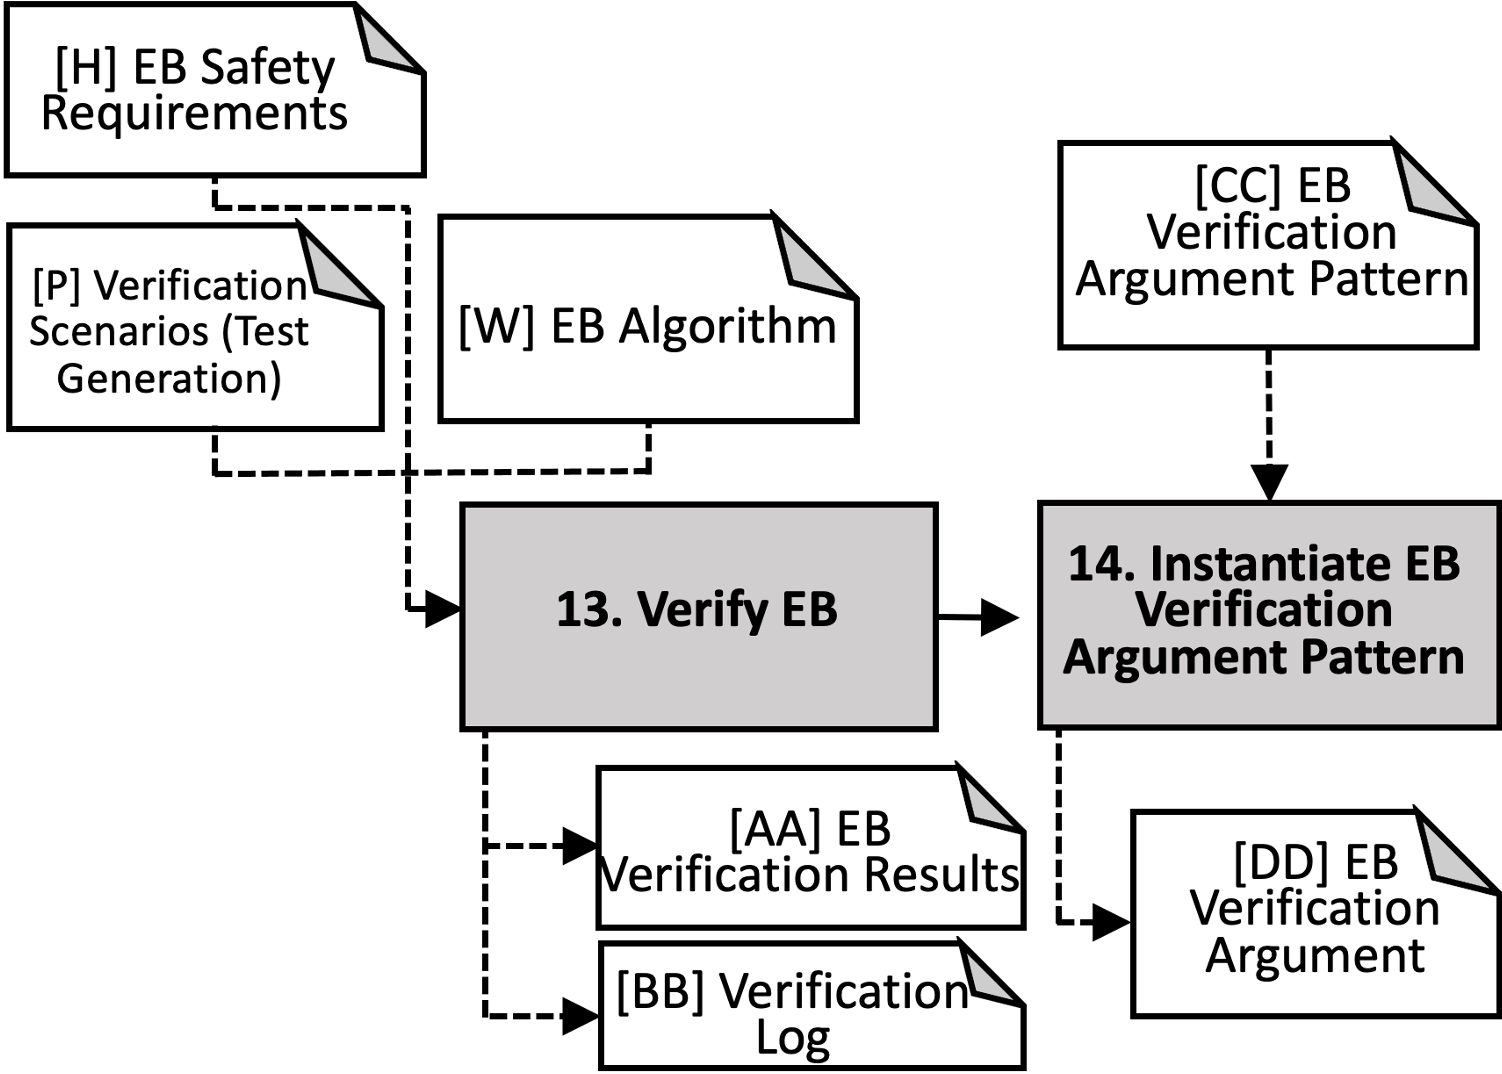 [H] EB Safety
Requirements
[P] Verification
Scenarios (Test
Generation)
[W] EB Algorithm
[CC] EB
Verification
Argument Pattern
13. Verify EB
14. Instantiate EB
Verification
Argument Pattern
[AA] EB
Verification Results
[BB] Verification
Log
[DD] EB
Verification
Argument